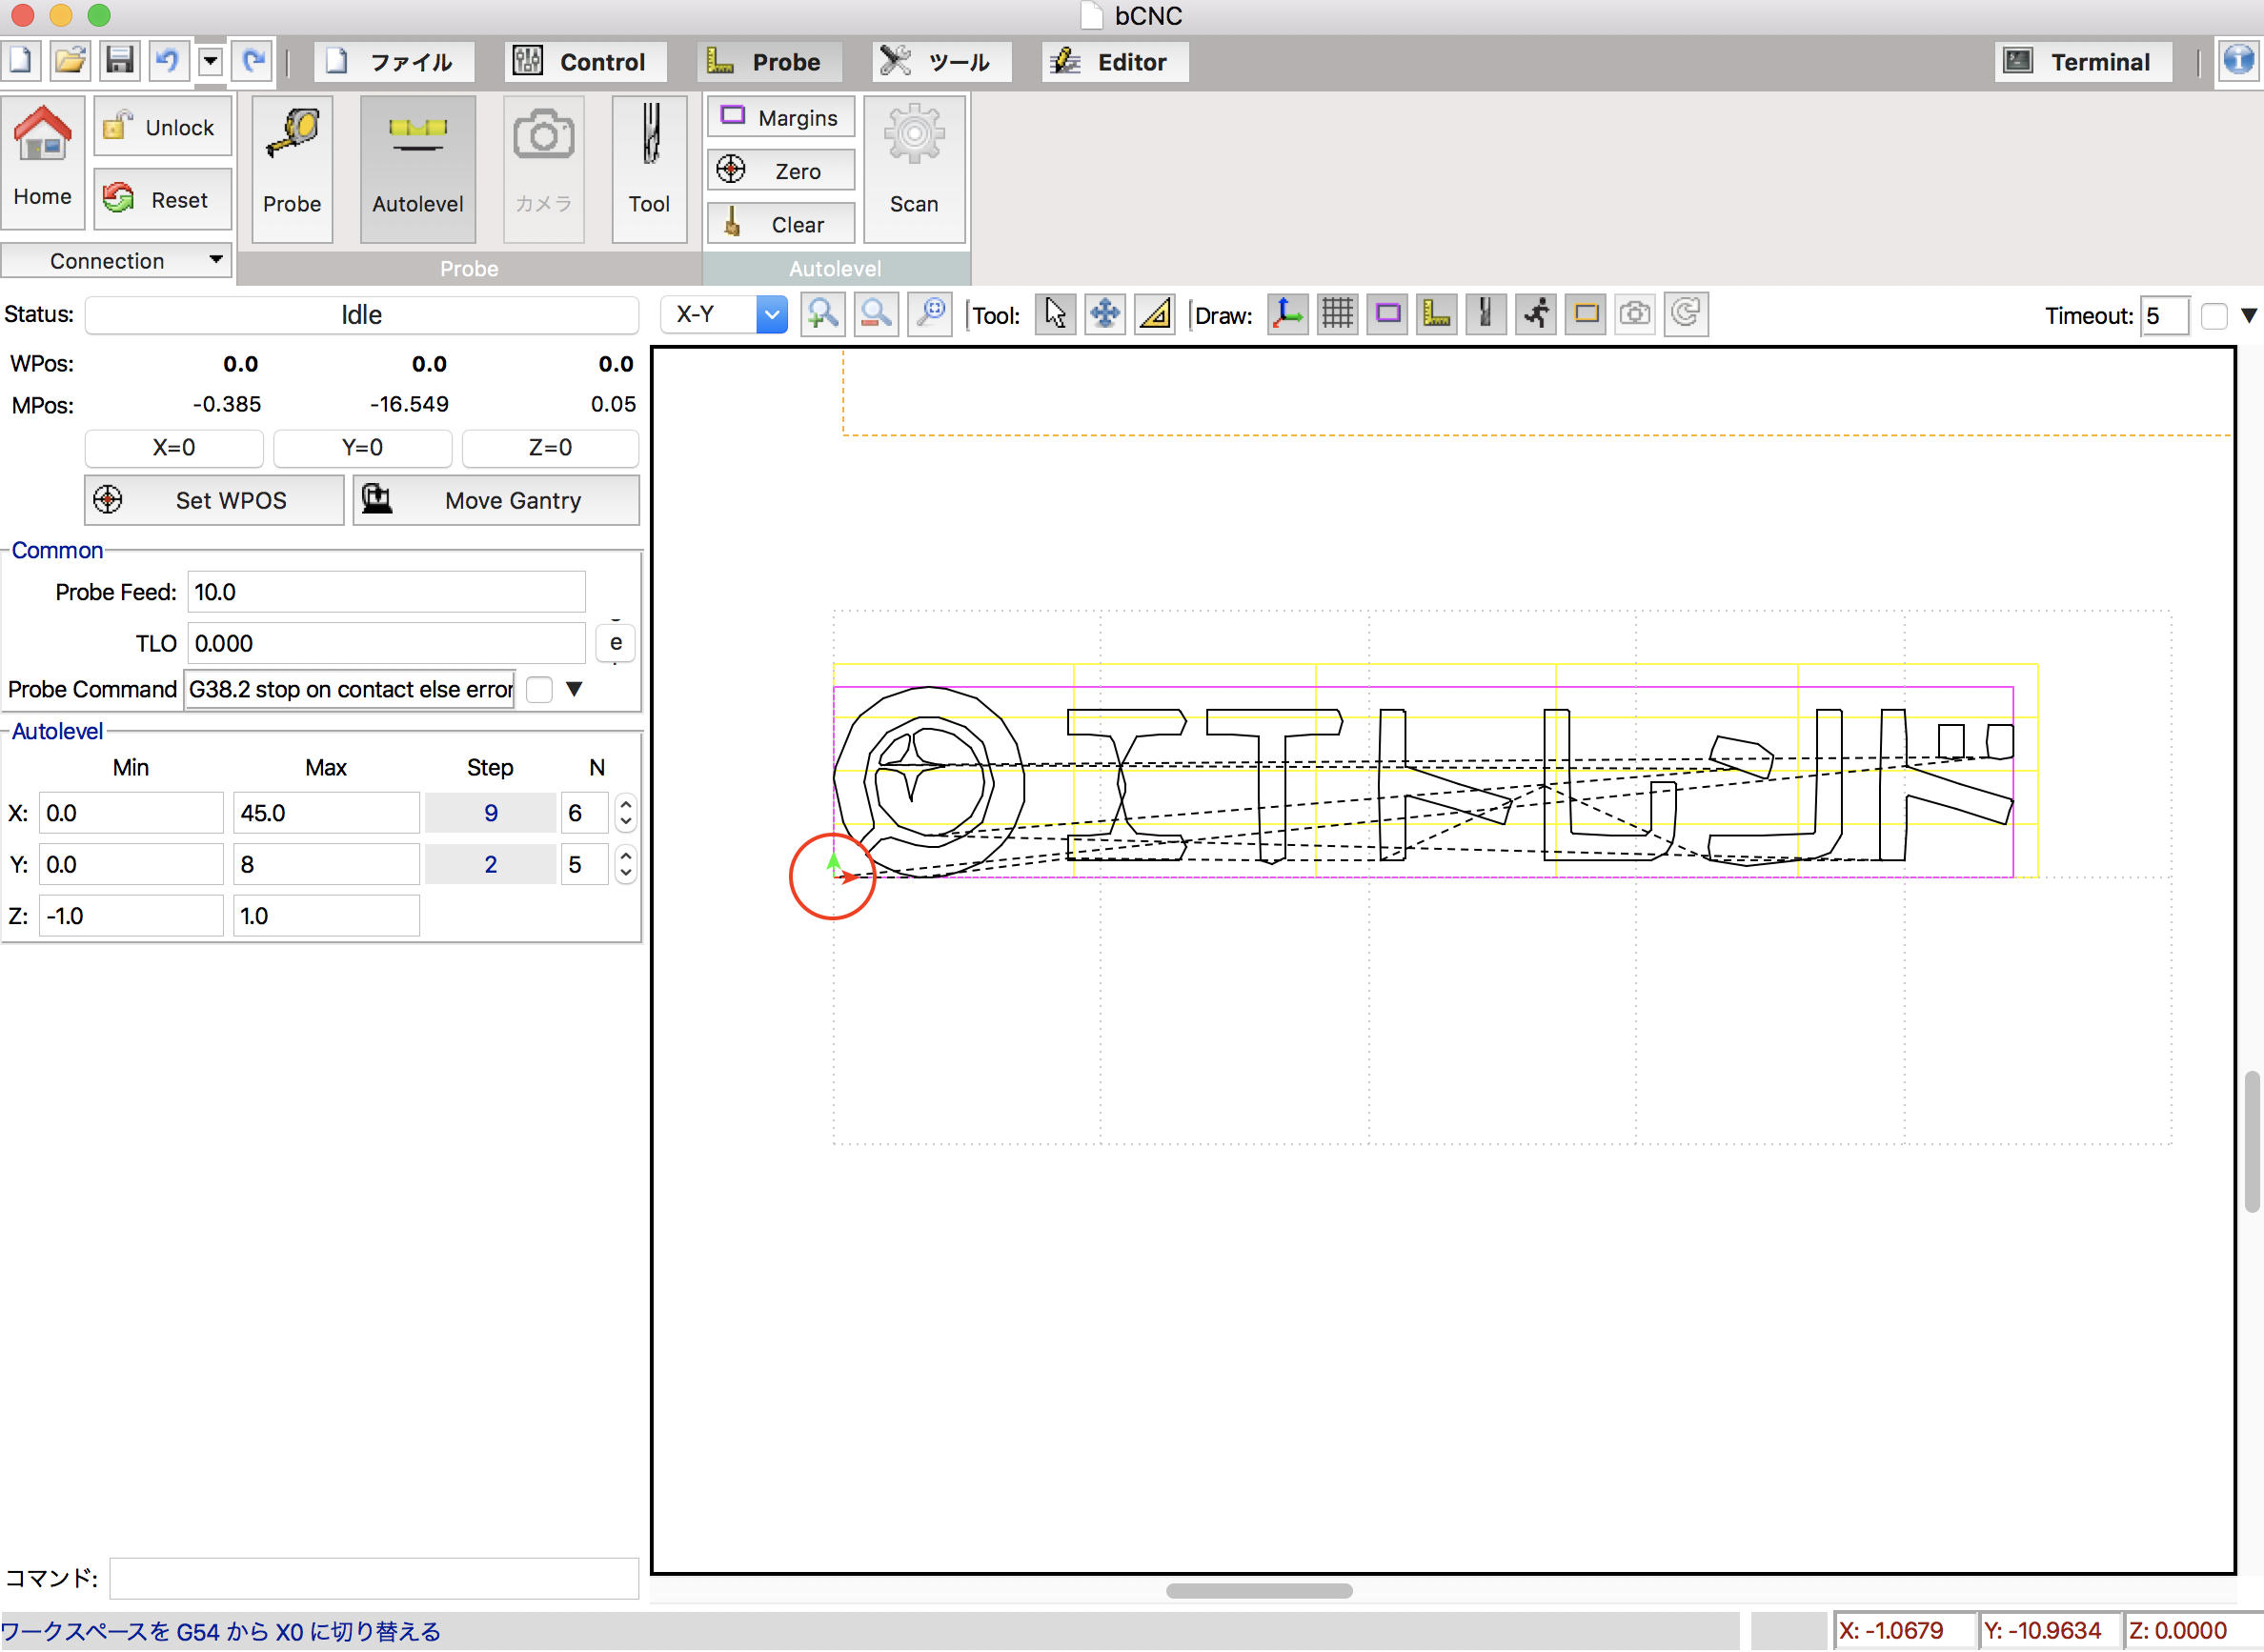 bCNC
ファイル Control Probe ツール Editor Terminal
Home Unlock Reset Connection
Probe Autolevel カメラ Tool
Probe
Margins Zero Clear Scan
Autolevel
Status: Idle
X-Y Tool: Draw: Timeout: 5
WPos: 0.0 0.0 0.0
MPos: -0.385 -16.549 0.05
X=0 Y=0 Z=0
Set WPOS Move Gantry
Common
Probe Feed: 10.0
TLO 0.000 e
Probe Command G38.2 stop on contact else error
Autolevel
Min Max Step N
X: 0.0 45.0 9 6
Y: 0.0 8 2 5
Z: -1.0 1.0
コマンド:
ワークスペースを G54 から X0 に切り替える
X: -1.0679 Y: -10.9634 Z: 0.0000